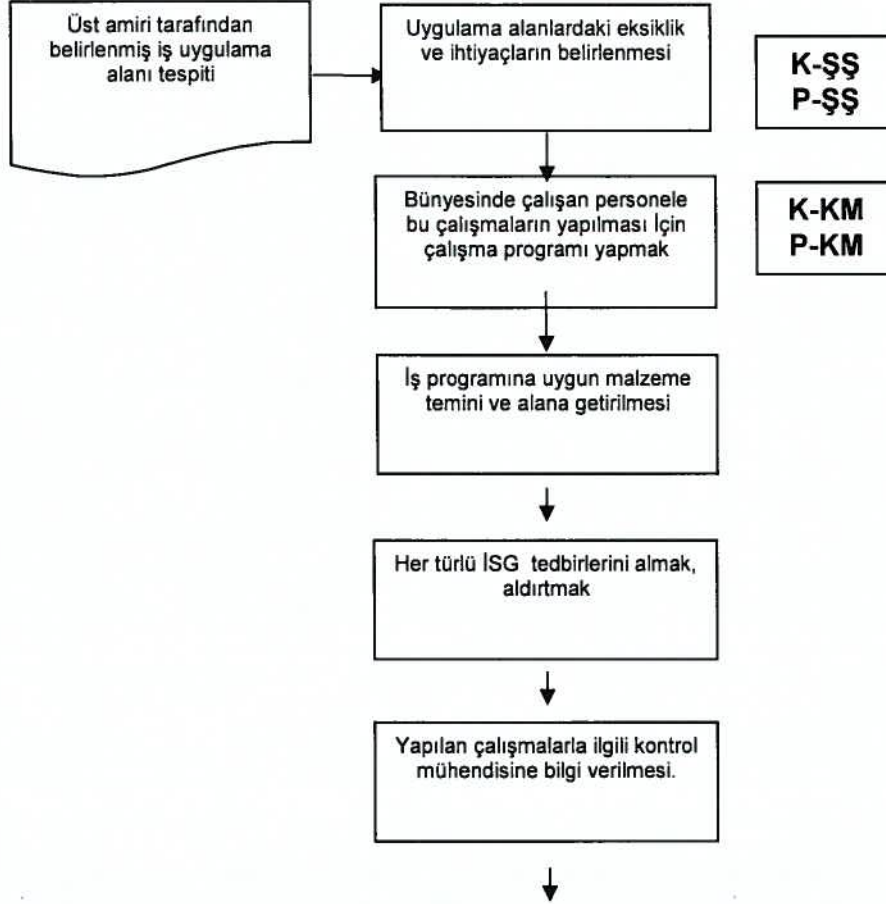 Üst amiri tarafından
belirlenmiş iş uygulama
alanı tespiti
Uygulama alanlardaki eksiklik
ve ihtiyaçların belirlenmesi
K-ŞŞ
P-ŞŞ
Bünyesinde çalışan personele
bu çalışmaların yapılması İçin
çalışma programı yapmak
K-KM
P-KM
İş programına uygun malzeme
temini ve alana getirilmesi
Her türlü İSG tedbirlerini almak,
aldırtmak
Yapılan çalışmalarla ilgili kontrol
mühendisine bilgi verilmesi.